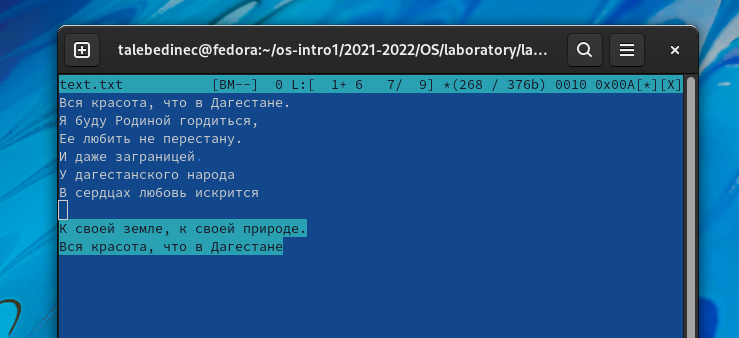 talebedinec@fedora:~/os-intro1/2021-2022/OS/laboratory/la...
text.txt [BM--] 0 L:[ 1+ 6 7/ 9] *(268 / 376b) 0010 0x00A[*][X]
Вся красота, что в Дагестане.
Я буду Родиной гордиться,
Ее любить не перестану.
И даже заграницей.
У дагестанского народа
В сердцах любовь искрится
К своей земле, к своей природе.
Вся красота, что в Дагестане